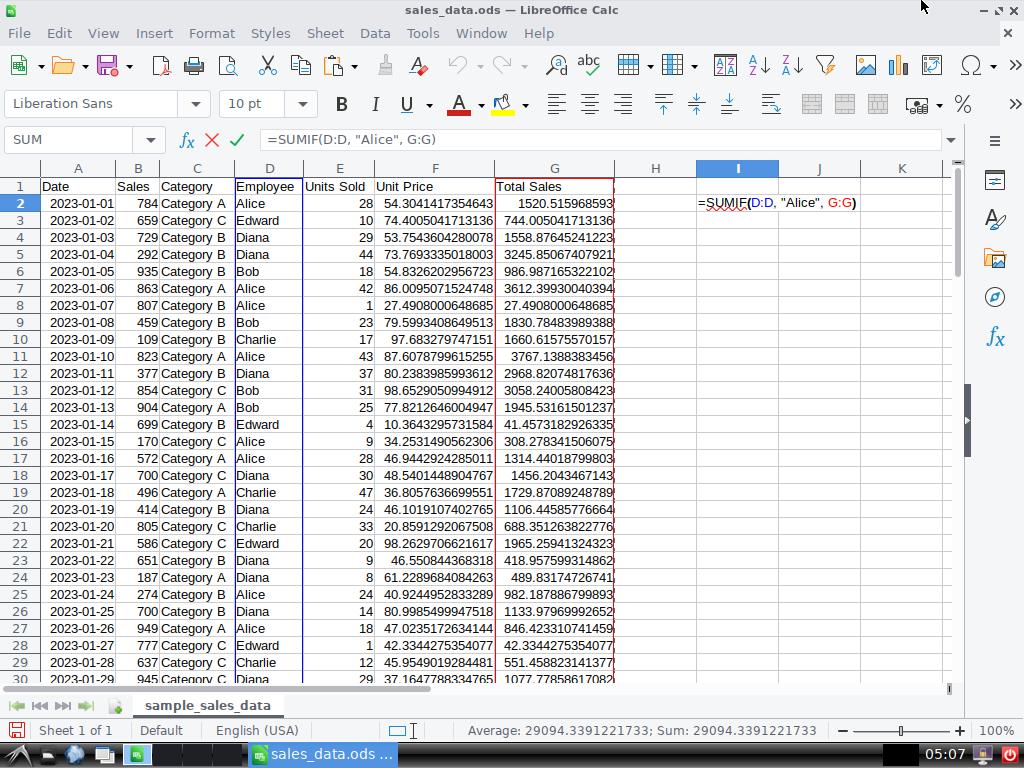 sales_data.ods — LibreOffice Calc
File Edit View Insert Format Styles Sheet Data Tools Window Help
Liberation Sans 10 pt B I U A %
SUM fx =SUMIF(D:D, "Alice", G:G)
A B C D E F G H I J K
1 Date Sales Category Employee Units Sold Unit Price Total Sales
2 2023-01-01 784 Category A Alice 28 54.3041417354643 1520.515968593 =SUMIF(D:D, "Alice", G:G)
3 2023-01-02 659 Category C Edward 10 74.4005041713136 744.005041713136
4 2023-01-03 729 Category B Diana 29 53.7543604280078 1558.87645241223
5 2023-01-04 292 Category B Diana 44 73.7693335018003 3245.85067407921
6 2023-01-05 935 Category B Bob 18 54.8326202956723 986.987165322102
7 2023-01-06 863 Category A Alice 42 86.0095071524748 3612.39930040394
8 2023-01-07 807 Category B Alice 1 27.4908000648685 27.4908000648685
9 2023-01-08 459 Category B Bob 23 79.5993408649513 1830.78483989388
10 2023-01-09 109 Category B Charlie 17 97.683279747151 1660.61575570157
11 2023-01-10 823 Category A Alice 43 87.6078799615255 3767.1388383456
12 2023-01-11 377 Category B Diana 37 80.2383985993612 2968.82074817636
13 2023-01-12 854 Category C Bob 31 98.6529050994912 3058.24005808423
14 2023-01-13 904 Category A Bob 25 77.8212646004947 1945.53161501237
15 2023-01-14 699 Category B Edward 4 10.3643295731584 41.4573182926335
16 2023-01-15 170 Category C Alice 9 34.2531490562306 308.278341506075
17 2023-01-16 572 Category A Alice 28 46.9442924285011 1314.44018799803
18 2023-01-17 700 Category C Diana 30 48.5401448904767 1456.2043467143
19 2023-01-18 496 Category A Charlie 47 36.8057636699551 1729.87089248789
20 2023-01-19 414 Category B Diana 24 46.1019107402765 1106.44585776664
21 2023-01-20 805 Category C Charlie 33 20.8591292067508 688.351263822776
22 2023-01-21 586 Category C Edward 20 98.2629706621617 1965.25941324323
23 2023-01-22 651 Category B Diana 9 46.550844368318 418.957599314862
24 2023-01-23 187 Category A Diana 8 61.2289684084263 489.83174726741
25 2023-01-24 274 Category B Alice 24 40.9244952833289 982.187886799893
26 2023-01-25 700 Category B Diana 14 80.9985499947518 1133.97969992652
27 2023-01-26 949 Category A Alice 18 47.0235172634144 846.423310741459
28 2023-01-27 777 Category C Edward 1 42.3344275354077 42.3344275354077
29 2023-01-28 637 Category C Charlie 12 45.9549019284481 551.458823141377
30 2023-01-29 945 Category C Diana 29 37.1647788334765 1077.77858617082
sample_sales_data
Sheet 1 of 1 Default English (USA) Average: 29094.3391221733; Sum: 29094.3391221733 100%
sales_data.ods ... 05:07